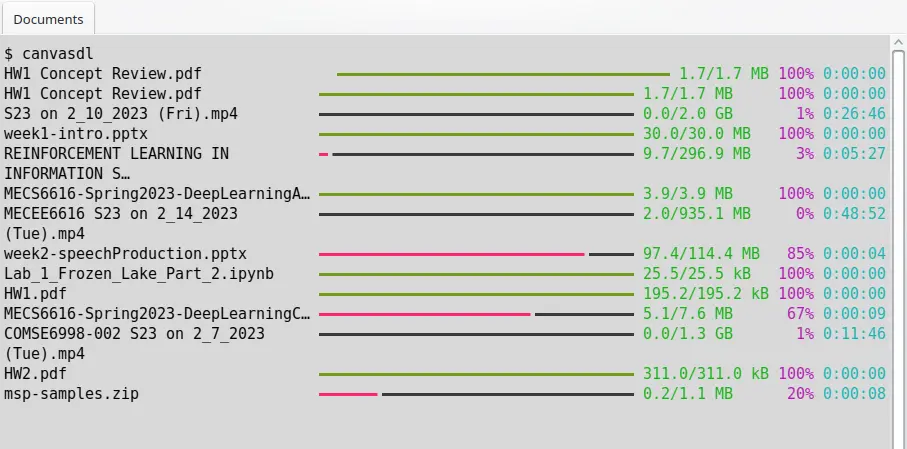 Documents
$ canvasdl
HW1 Concept Review.pdf 1.7/1.7 MB 100% 0:00:00
HW1 Concept Review.pdf 1.7/1.7 MB 100% 0:00:00
S23 on 2_10_2023 (Fri).mp4 0.0/2.0 GB 1% 0:26:46
week1-intro.pptx 30.0/30.0 MB 100% 0:00:00
REINFORCEMENT LEARNING IN 9.7/296.9 MB 3% 0:05:27
INFORMATION S…
MECS6616-Spring2023-DeepLearningA… 3.9/3.9 MB 100% 0:00:00
MECEE6616 S23 on 2_14_2023 2.0/935.1 MB 0% 0:48:52
(Tue).mp4
week2-speechProduction.pptx 97.4/114.4 MB 85% 0:00:04
Lab_1_Frozen_Lake_Part_2.ipynb 25.5/25.5 kB 100% 0:00:00
HW1.pdf 195.2/195.2 kB 100% 0:00:00
MECS6616-Spring2023-DeepLearningC… 5.1/7.6 MB 67% 0:00:09
COMSE6998-002 S23 on 2_7_2023 0.0/1.3 GB 1% 0:11:46
(Tue).mp4
HW2.pdf 311.0/311.0 kB 100% 0:00:00
msp-samples.zip 0.2/1.1 MB 20% 0:00:08